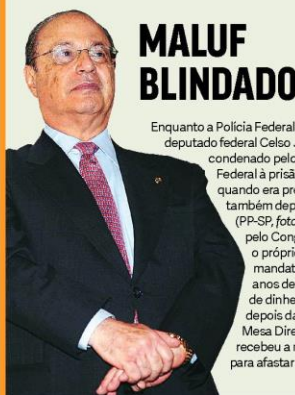 MALUF
BLINDADO
Enquanto a Polícia Federal
deputado federal Celso
condenado pelo
Federal à prisã
quando era pre
também dep
(PP-SP, foto
pelo Cong
o própri
mandat
anos de
de dinhe
depois da
Mesa Dire
recebeu a
para afastar